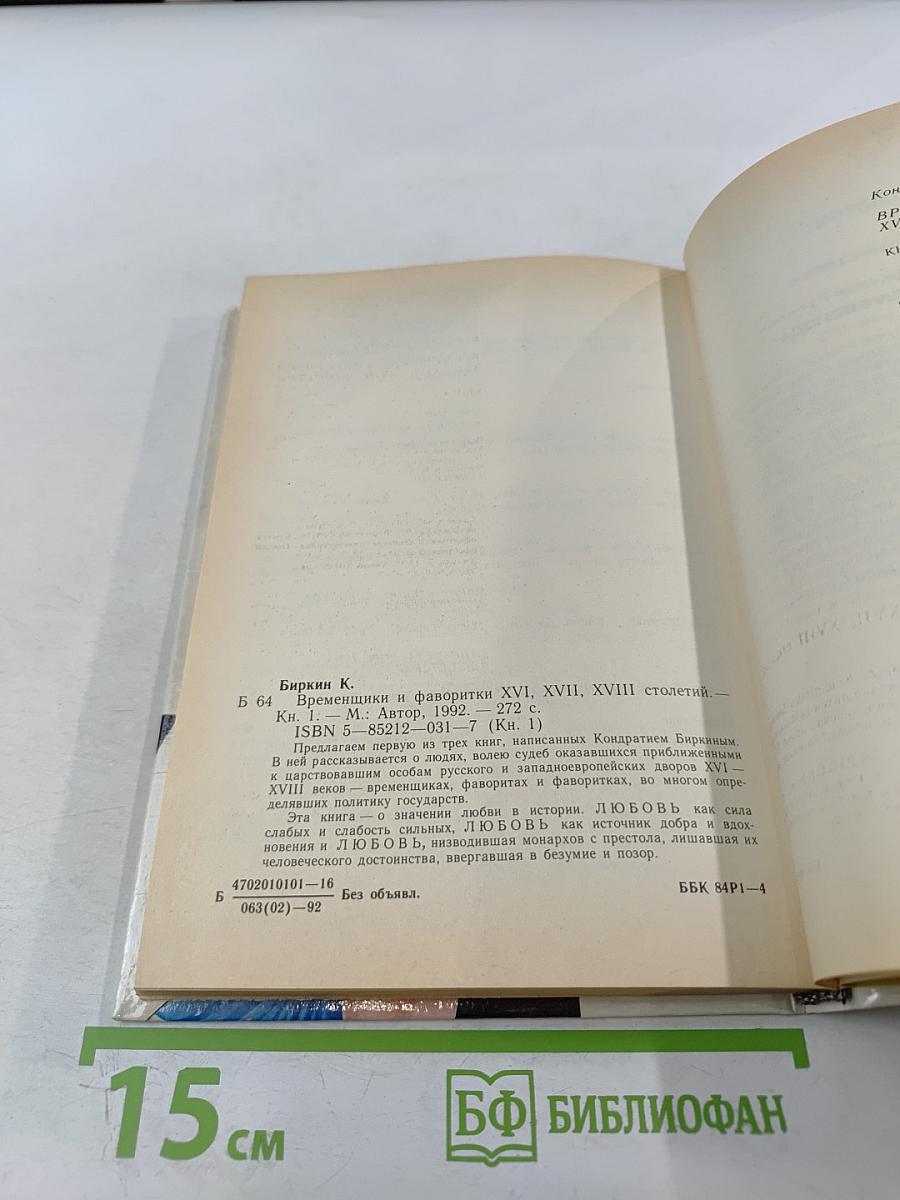 Биркин К.
Б 64 Временщики и фаворитки XVI, XVII, XVIII столетий.—
Кн. 1. — М.: Автор, 1992. — 272 с.
ISBN 5—85212—031—7 (Кн. 1)
Предлагаем первую из трех книг, написанных Кондратием Биркиным.
В ней рассказывается о людях, волею судеб оказавшихся приближенными
к царствовавшим особам русского и западноевропейских дворов XVI —
XVIII веков — временщиках, фаворитах и фаворитках, во многом опре-
делявших политику государств.
Эта книга — о значении любви в истории. ЛЮБОВЬ как сила
слабых и слабость сильных, ЛЮБОВЬ как источник добра и вдох-
новения и ЛЮБОВЬ, низводившая монархов с престола, лишавшая их
человеческого достоинства, ввергавшая в безумие и позор.
Б 4702010101—16 Без объявл.
063(02)—92
ББК 84Р1—4
Кон
ВР
XV
15 см
БФ БИБЛИОФАН